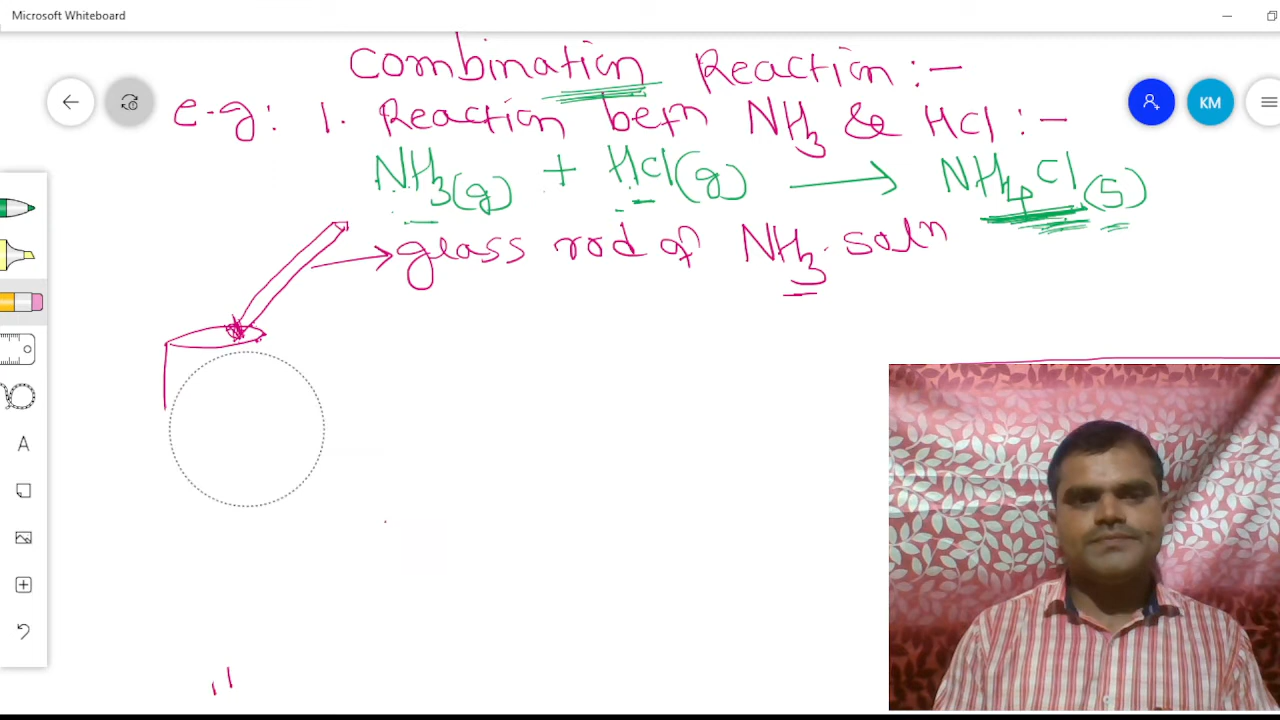 Microsoft Whiteboard
Combination Reaction :-
KM
e-g: 1. Reaction betn NH3 & HCl :-
NH3(g) + HCl(g) → NH4Cl(s)
→ glass rod of NH3 soln
A